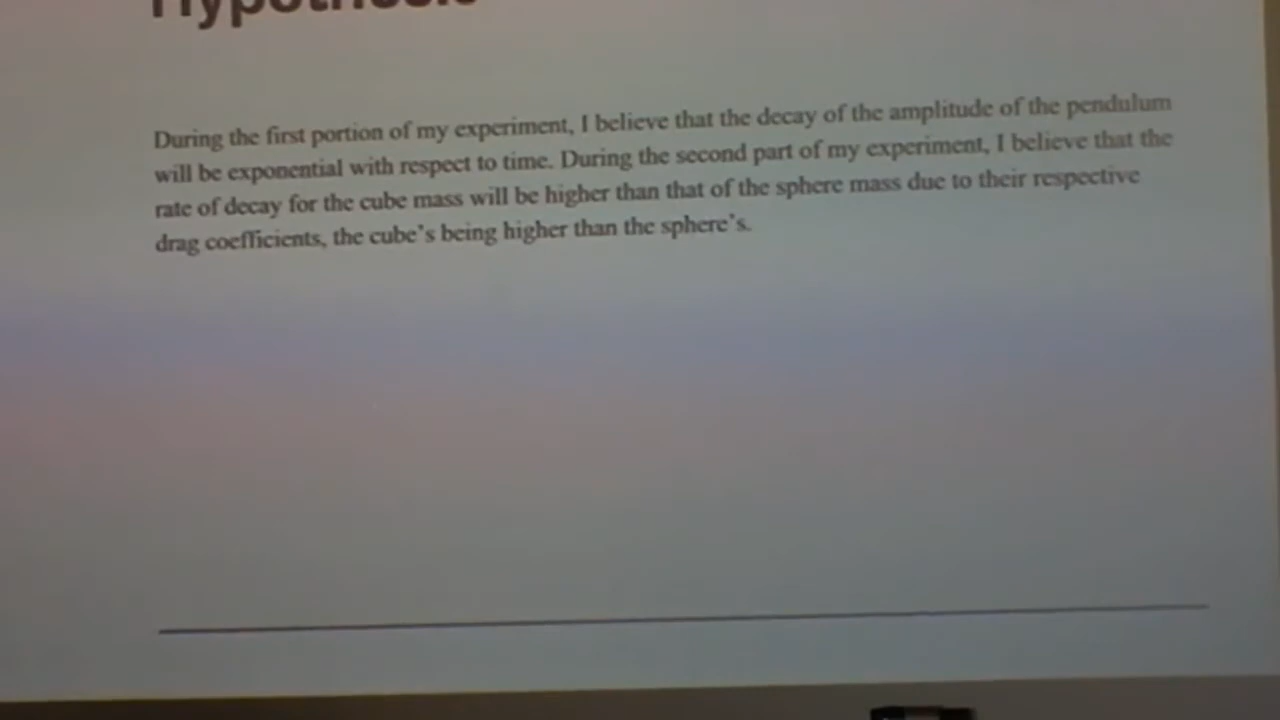 Hypothesis
During the first portion of my experiment, I believe that the decay of the amplitude of the pendulum
will be exponential with respect to time. During the second part of my experiment, I believe that the
rate of decay for the cube mass will be higher than that of the sphere mass due to their respective
drag coefficients, the cube's being higher than the sphere's.